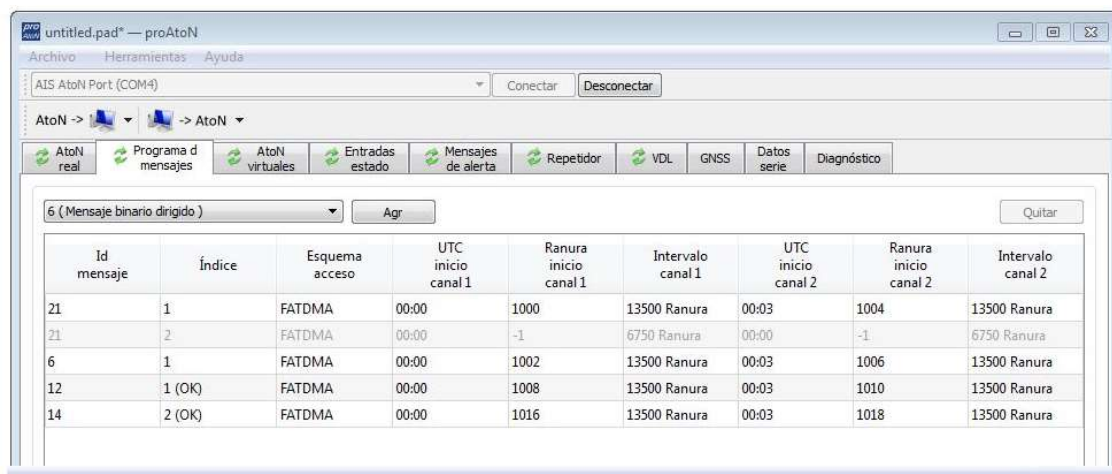 pro AtoN untitled.pad* — proAtoN
Archivo Herramientas Ayuda
AIS AtoN Port (COM4) Conectar Desconectar
AtoN -> -> AtoN
AtoN real Programa d mensajes AtoN virtuales Entradas estado Mensajes de alerta Repetidor VDL GNSS Datos serie Diagnóstico
6 ( Mensaje binario dirigido ) Agr Quitar
Id mensaje Índice Esquema acceso UTC inicio canal 1 Ranura inicio canal 1 Intervalo canal 1 UTC inicio canal 2 Ranura inicio canal 2 Intervalo canal 2
21 1 FATDMA 00:00 1000 13500 Ranura 00:03 1004 13500 Ranura
21 2 FATDMA 00:00 -1 6750 Ranura 00:00 -1 6750 Ranura
6 1 FATDMA 00:00 1002 13500 Ranura 00:03 1006 13500 Ranura
12 1 (OK) FATDMA 00:00 1008 13500 Ranura 00:03 1010 13500 Ranura
14 2 (OK) FATDMA 00:00 1016 13500 Ranura 00:03 1018 13500 Ranura